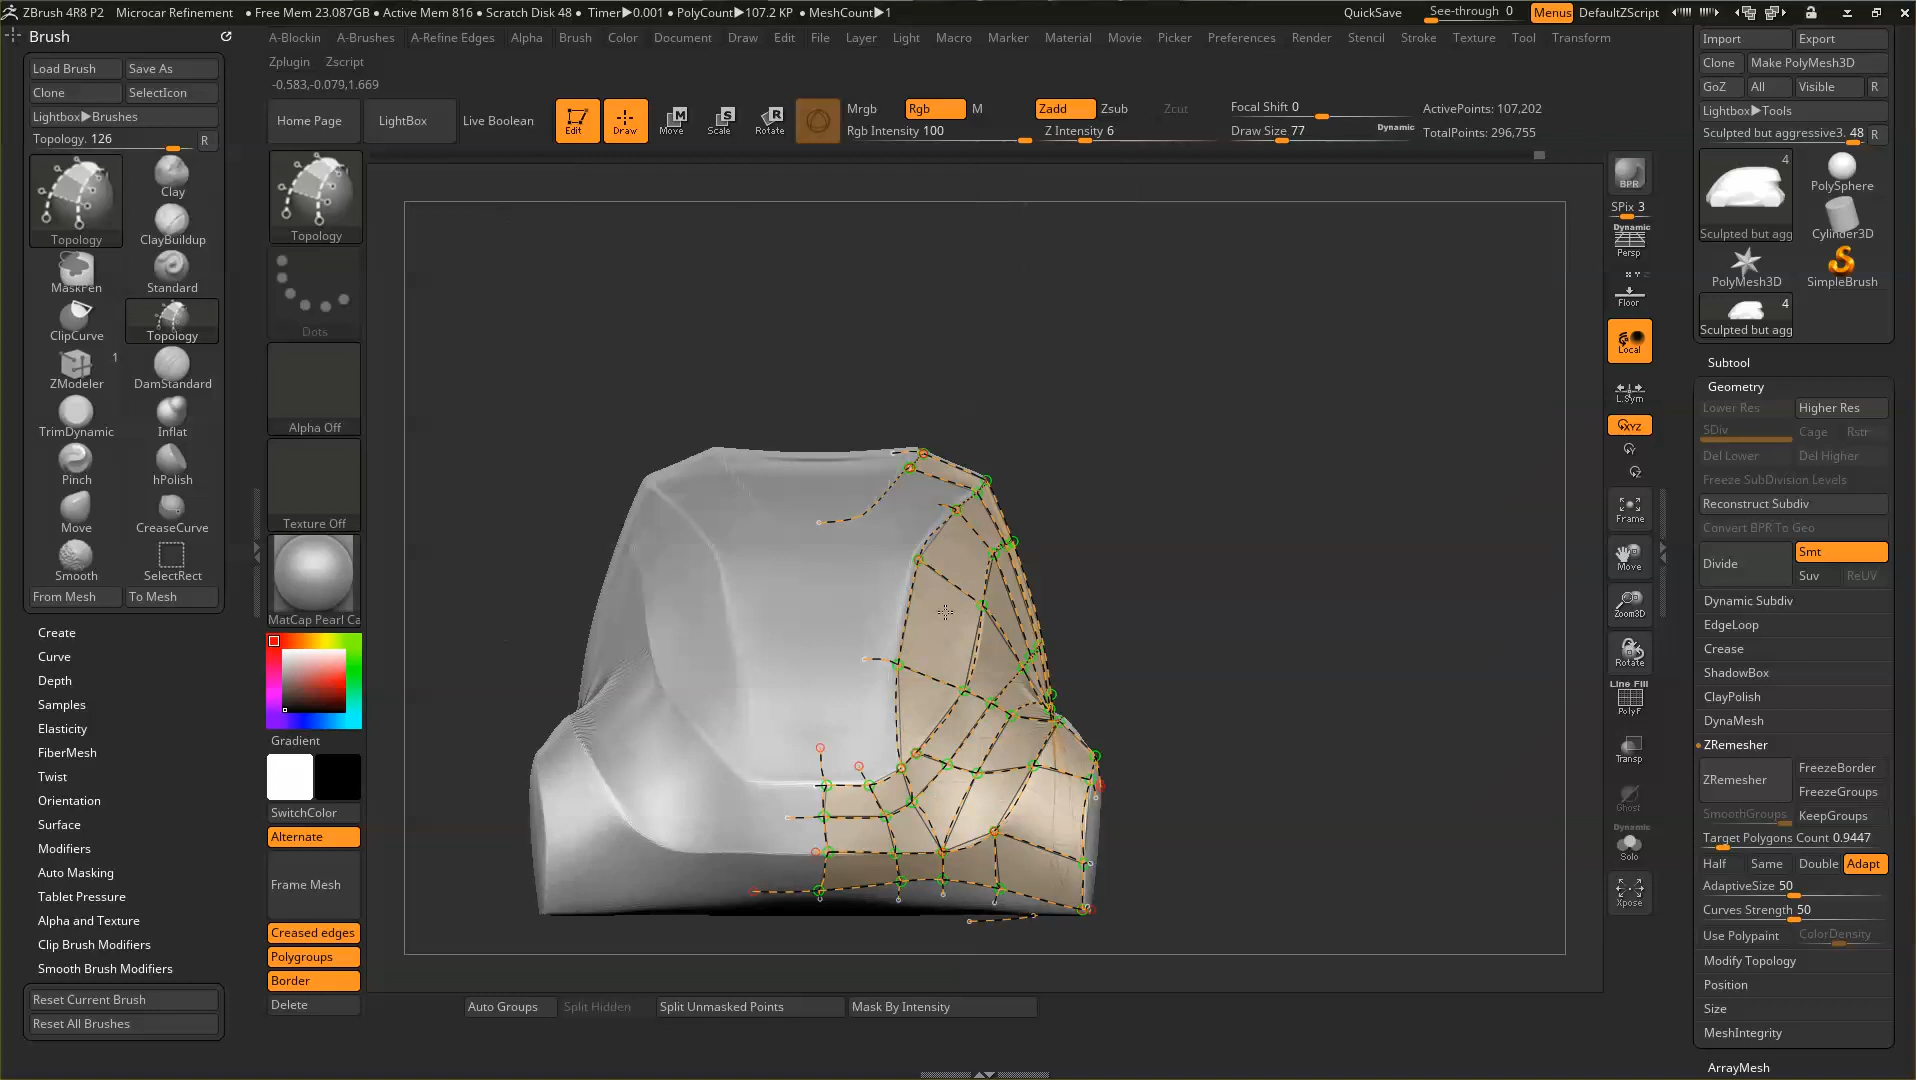 ZBrush 4R8 P2 Microcar Refinement • Free Mem 23.087GB • Active Mem 816 • Scratch Disk 48 • Timer▶0.001 • PolyCount▶107.2 KP • MeshCount▶1 QuickSave See-through 0 Menus DefaultZScript
Brush
A-Blockin A-Brushes A-Refine Edges Alpha Brush Color Document Draw Edit File Layer Light Macro Marker Material Movie Picker Preferences Render Stencil Stroke Texture Tool Transform
Zplugin Zscript
-0.583,-0.079,1.669
Load Brush Save As
Clone SelectIcon
Lightbox▶Brushes
Topology. 126 R
Topology
Clay
ClayBuildup
MaskPen Standard
ClipCurve Topology
1
ZModeler DamStandard
TrimDynamic Inflat
Pinch hPolish
Move CreaseCurve
Smooth SelectRect
From Mesh To Mesh
Create
Curve
Depth
Samples
Elasticity
FiberMesh
Twist
Orientation
Surface
Modifiers
Auto Masking
Tablet Pressure
Alpha and Texture
Clip Brush Modifiers
Smooth Brush Modifiers
Reset Current Brush
Reset All Brushes
Home Page LightBox Live Boolean
Edit Draw Move Scale Rotate
M S R
Mrgb Rgb M
Rgb Intensity 100
Zadd Zsub Zcut
Z Intensity 6
Focal Shift 0
Draw Size 77 Dynamic
ActivePoints: 107,202
TotalPoints: 296,755
Topology
Dots
Alpha Off
Texture Off
MatCap Pearl Ca
Gradient
SwitchColor
Alternate
Frame Mesh
Creased edges
Polygroups
Border
Delete
Auto Groups Split Hidden Split Unmasked Points Mask By Intensity
BPR
SPix 3
Dynamic
Persp
Floor
Local
L.Sym
XYZ
Y
Z
Frame
Move
Zoom3D
Rotate
Line Fill
PolyF
Transp
Ghost
Dynamic
Solo
Xpose
Import Export
Clone Make PolyMesh3D
GoZ All Visible R
Lightbox▶Tools
Sculpted but aggressive3. 48 R
4
Sculpted but agg
PolySphere
Cylinder3D
PolyMesh3D SimpleBrush
4
Sculpted but agg
Subtool
Geometry
Lower Res Higher Res
SDiv Cage Rstr
Del Lower Del Higher
Freeze SubDivision Levels
Reconstruct Subdiv
Convert BPR To Geo
Divide Smt
Suv ReUV
Dynamic Subdiv
EdgeLoop
Crease
ShadowBox
ClayPolish
DynaMesh
ZRemesher
ZRemesher FreezeBorder
FreezeGroups
SmoothGroups KeepGroups
Target Polygons Count 0.9447
Half Same Double Adapt
AdaptiveSize 50
Curves Strength 50
Use Polypaint ColorDensity
Modify Topology
Position
Size
MeshIntegrity
ArrayMesh